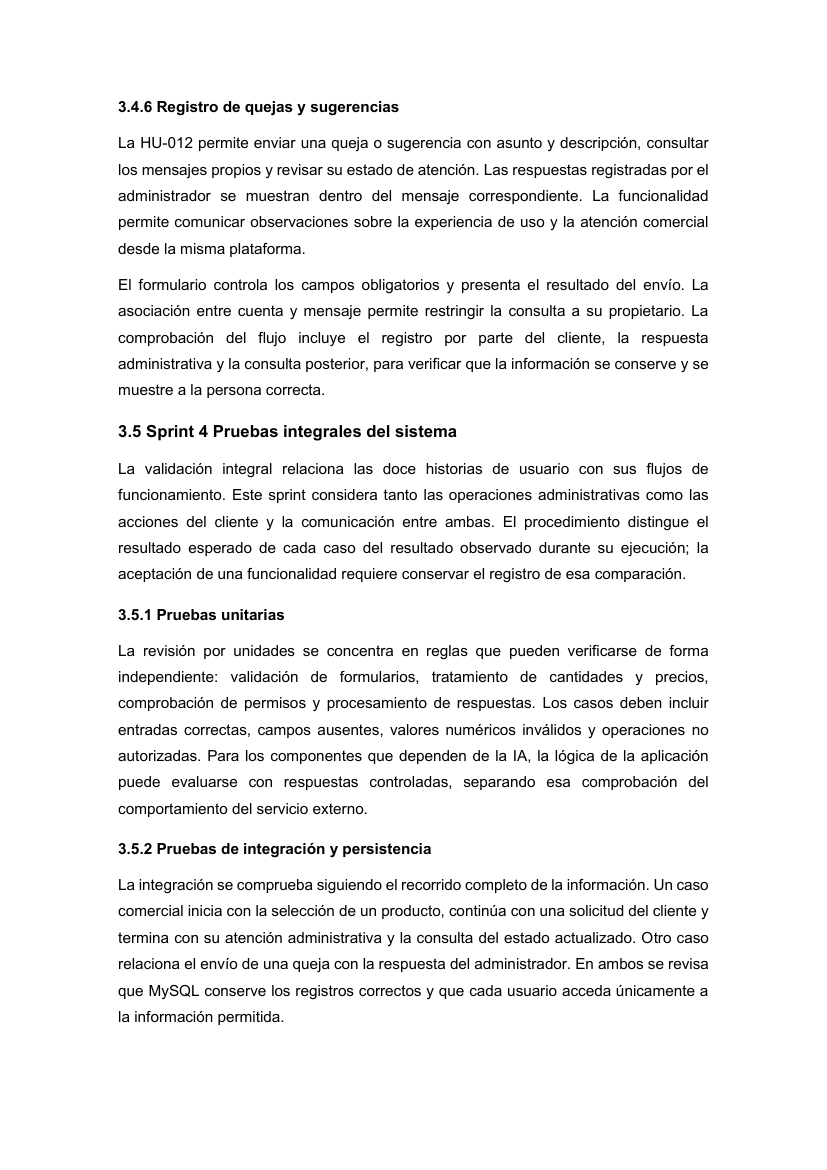 3.4.6 Registro de quejas y sugerencias
La HU-012 permite enviar una queja o sugerencia con asunto y descripción, consultar
los mensajes propios y revisar su estado de atención. Las respuestas registradas por el
administrador se muestran dentro del mensaje correspondiente. La funcionalidad
permite comunicar observaciones sobre la experiencia de uso y la atención comercial
desde la misma plataforma.
El formulario controla los campos obligatorios y presenta el resultado del envío. La
asociación entre cuenta y mensaje permite restringir la consulta a su propietario. La
comprobación del flujo incluye el registro por parte del cliente, la respuesta
administrativa y la consulta posterior, para verificar que la información se conserve y se
muestre a la persona correcta.
3.5 Sprint 4 Pruebas integrales del sistema
La validación integral relaciona las doce historias de usuario con sus flujos de
funcionamiento. Este sprint considera tanto las operaciones administrativas como las
acciones del cliente y la comunicación entre ambas. El procedimiento distingue el
resultado esperado de cada caso del resultado observado durante su ejecución; la
aceptación de una funcionalidad requiere conservar el registro de esa comparación.
3.5.1 Pruebas unitarias
La revisión por unidades se concentra en reglas que pueden verificarse de forma
independiente: validación de formularios, tratamiento de cantidades y precios,
comprobación de permisos y procesamiento de respuestas. Los casos deben incluir
entradas correctas, campos ausentes, valores numéricos inválidos y operaciones no
autorizadas. Para los componentes que dependen de la IA, la lógica de la aplicación
puede evaluarse con respuestas controladas, separando esa comprobación del
comportamiento del servicio externo.
3.5.2 Pruebas de integración y persistencia
La integración se comprueba siguiendo el recorrido completo de la información. Un caso
comercial inicia con la selección de un producto, continúa con una solicitud del cliente y
termina con su atención administrativa y la consulta del estado actualizado. Otro caso
relaciona el envío de una queja con la respuesta del administrador. En ambos se revisa
que MySQL conserve los registros correctos y que cada usuario acceda únicamente a
la información permitida.